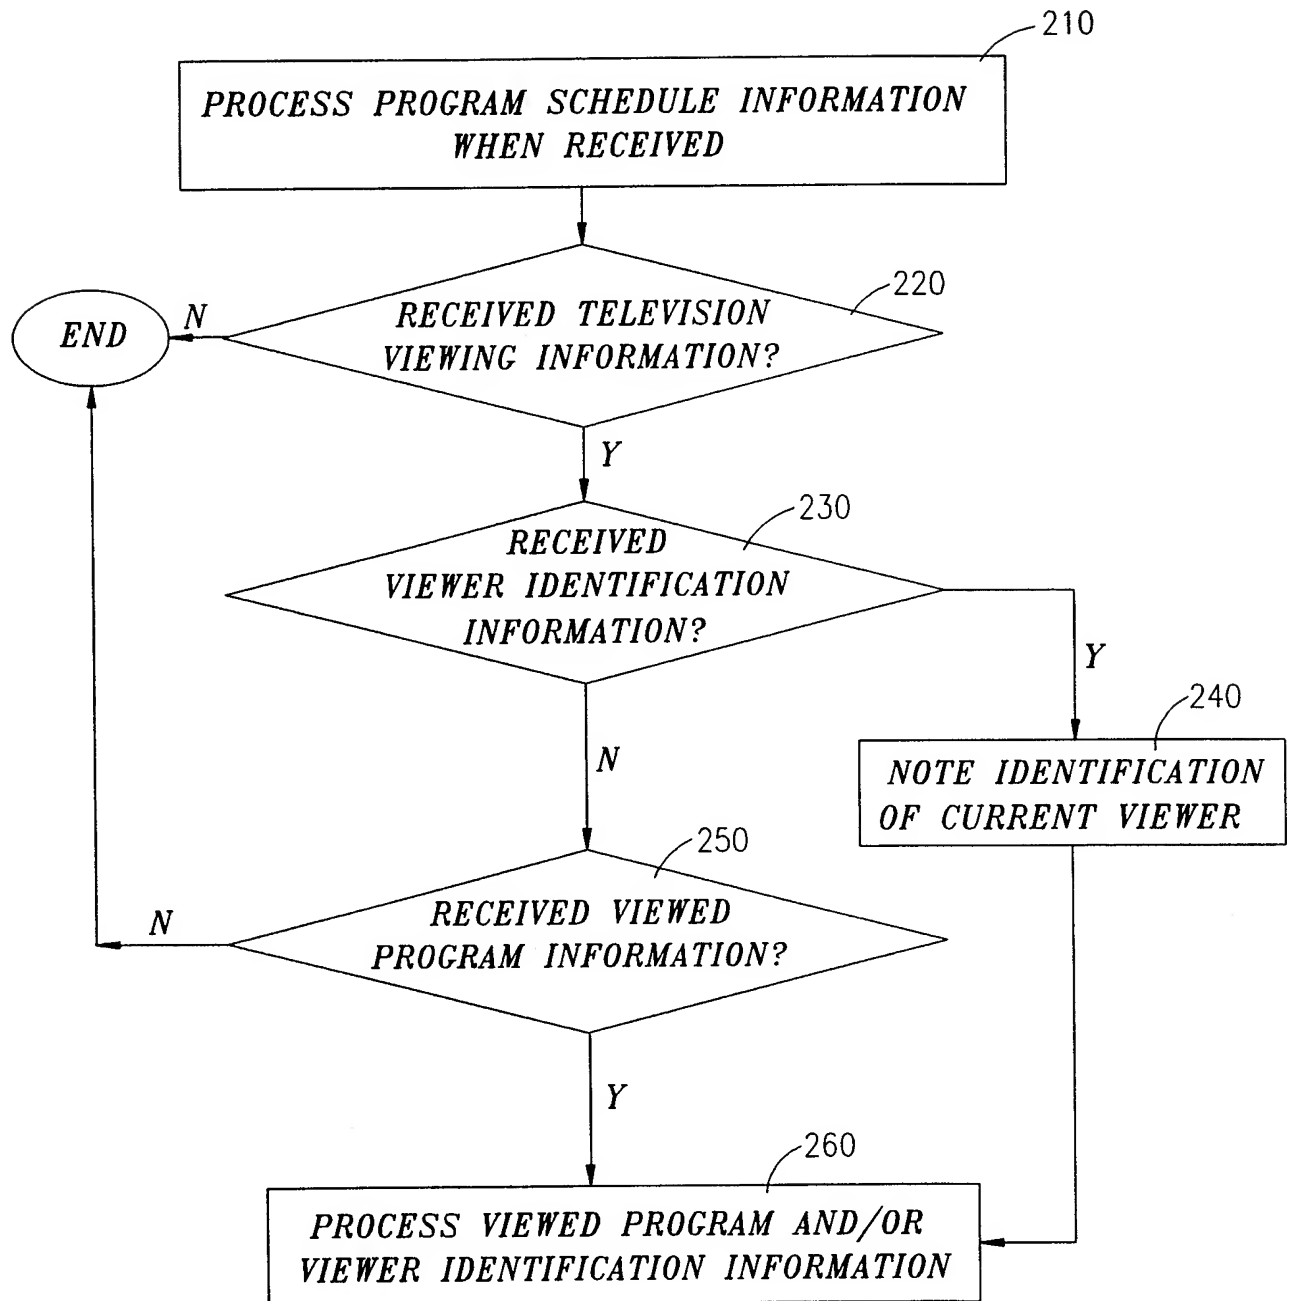 210
PROCESS PROGRAM SCHEDULE INFORMATION
WHEN RECEIVED
220
RECEIVED TELEVISION
VIEWING INFORMATION?
N
END
Y
230
RECEIVED
VIEWER IDENTIFICATION
INFORMATION?
Y
240
NOTE IDENTIFICATION
OF CURRENT VIEWER
N
250
RECEIVED VIEWED
PROGRAM INFORMATION?
N
Y
260
PROCESS VIEWED PROGRAM AND/OR
VIEWER IDENTIFICATION INFORMATION